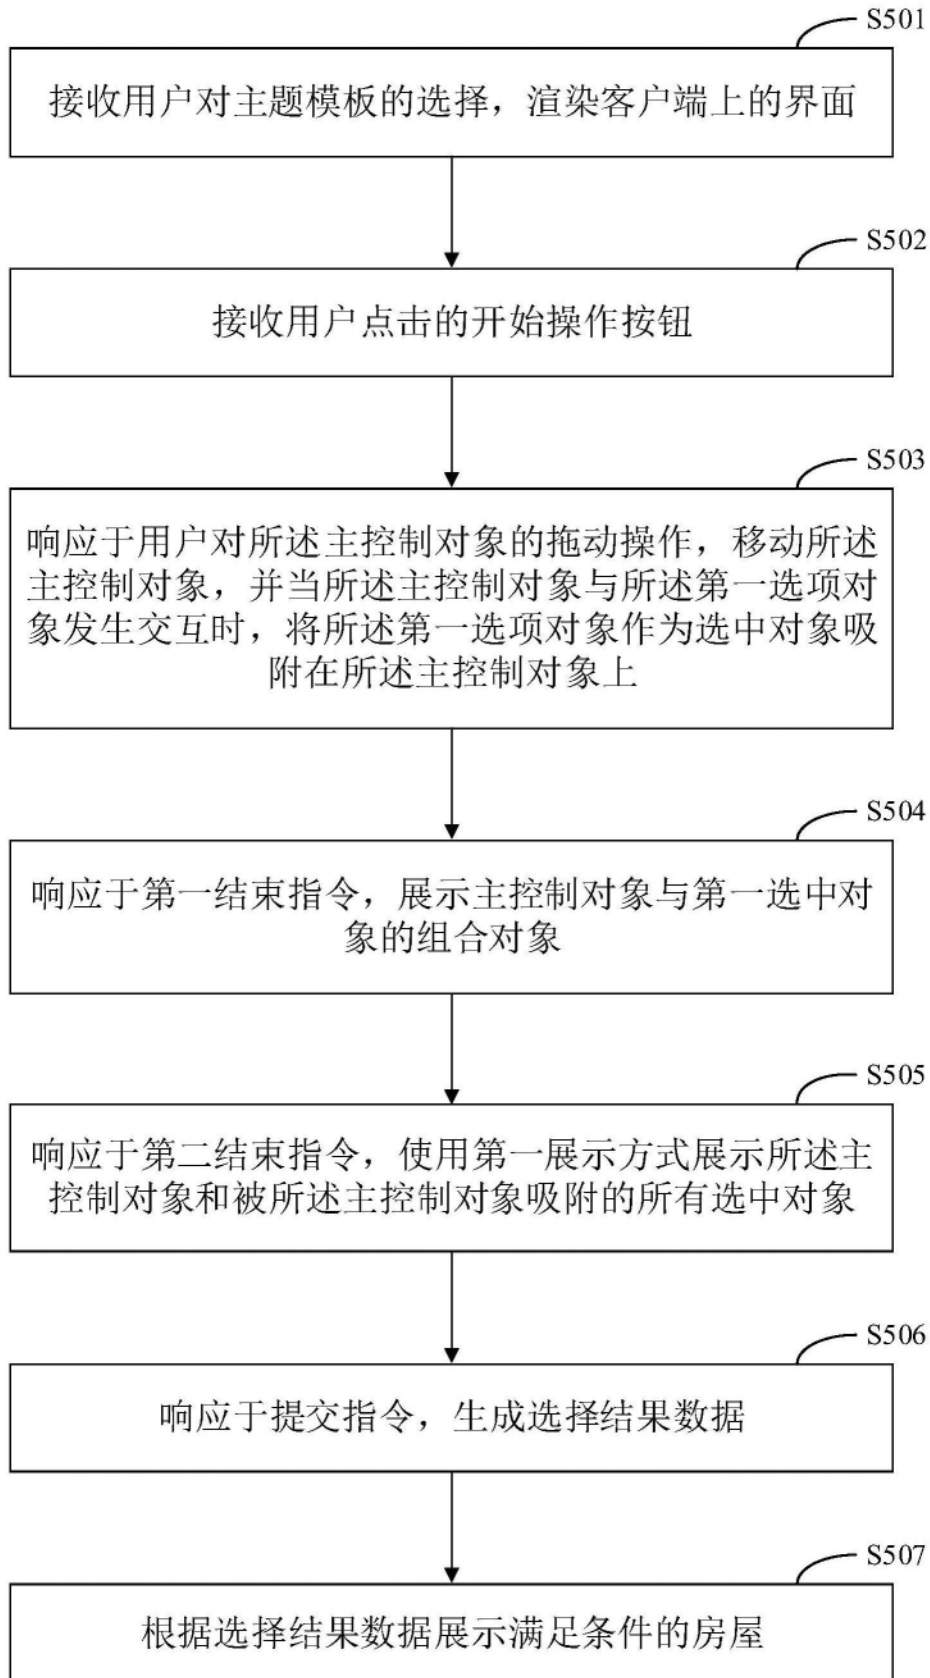 S501
接收用户对主题模板的选择，渲染客户端上的界面
S502
接收用户点击的开始操作按钮
S503
响应于用户对所述主控制对象的拖动操作，移动所述
主控制对象，并当所述主控制对象与所述第一选项对
象发生交互时，将所述第一选项对象作为选中对象吸
附在所述主控制对象上
S504
响应于第一结束指令，展示主控制对象与第一选中对
象的组合对象
S505
响应于第二结束指令，使用第一展示方式展示所述主
控制对象和被所述主控制对象吸附的所有选中对象
S506
响应于提交指令，生成选择结果数据
S507
根据选择结果数据展示满足条件的房屋